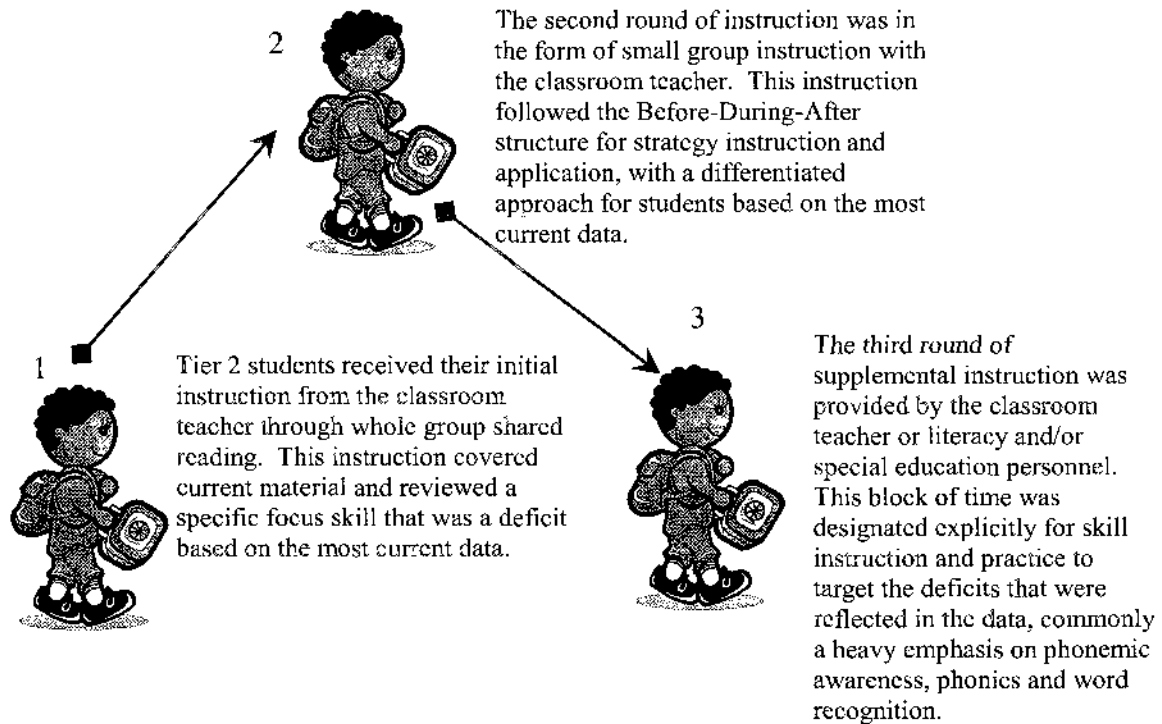 2
The second round of instruction was in
the form of small group instruction with
the classroom teacher. This instruction
followed the Before-During-After
structure for strategy instruction and
application, with a differentiated
approach for students based on the most
current data.
1
Tier 2 students received their initial
instruction from the classroom
teacher through whole group shared
reading. This instruction covered
current material and reviewed a
specific focus skill that was a deficit
based on the most current data.
3
The third round of
supplemental instruction was
provided by the classroom
teacher or literacy and/or
special education personnel.
This block of time was
designated explicitly for skill
instruction and practice to
target the deficits that were
reflected in the data, commonly
a heavy emphasis on phonemic
awareness, phonics and word
recognition.